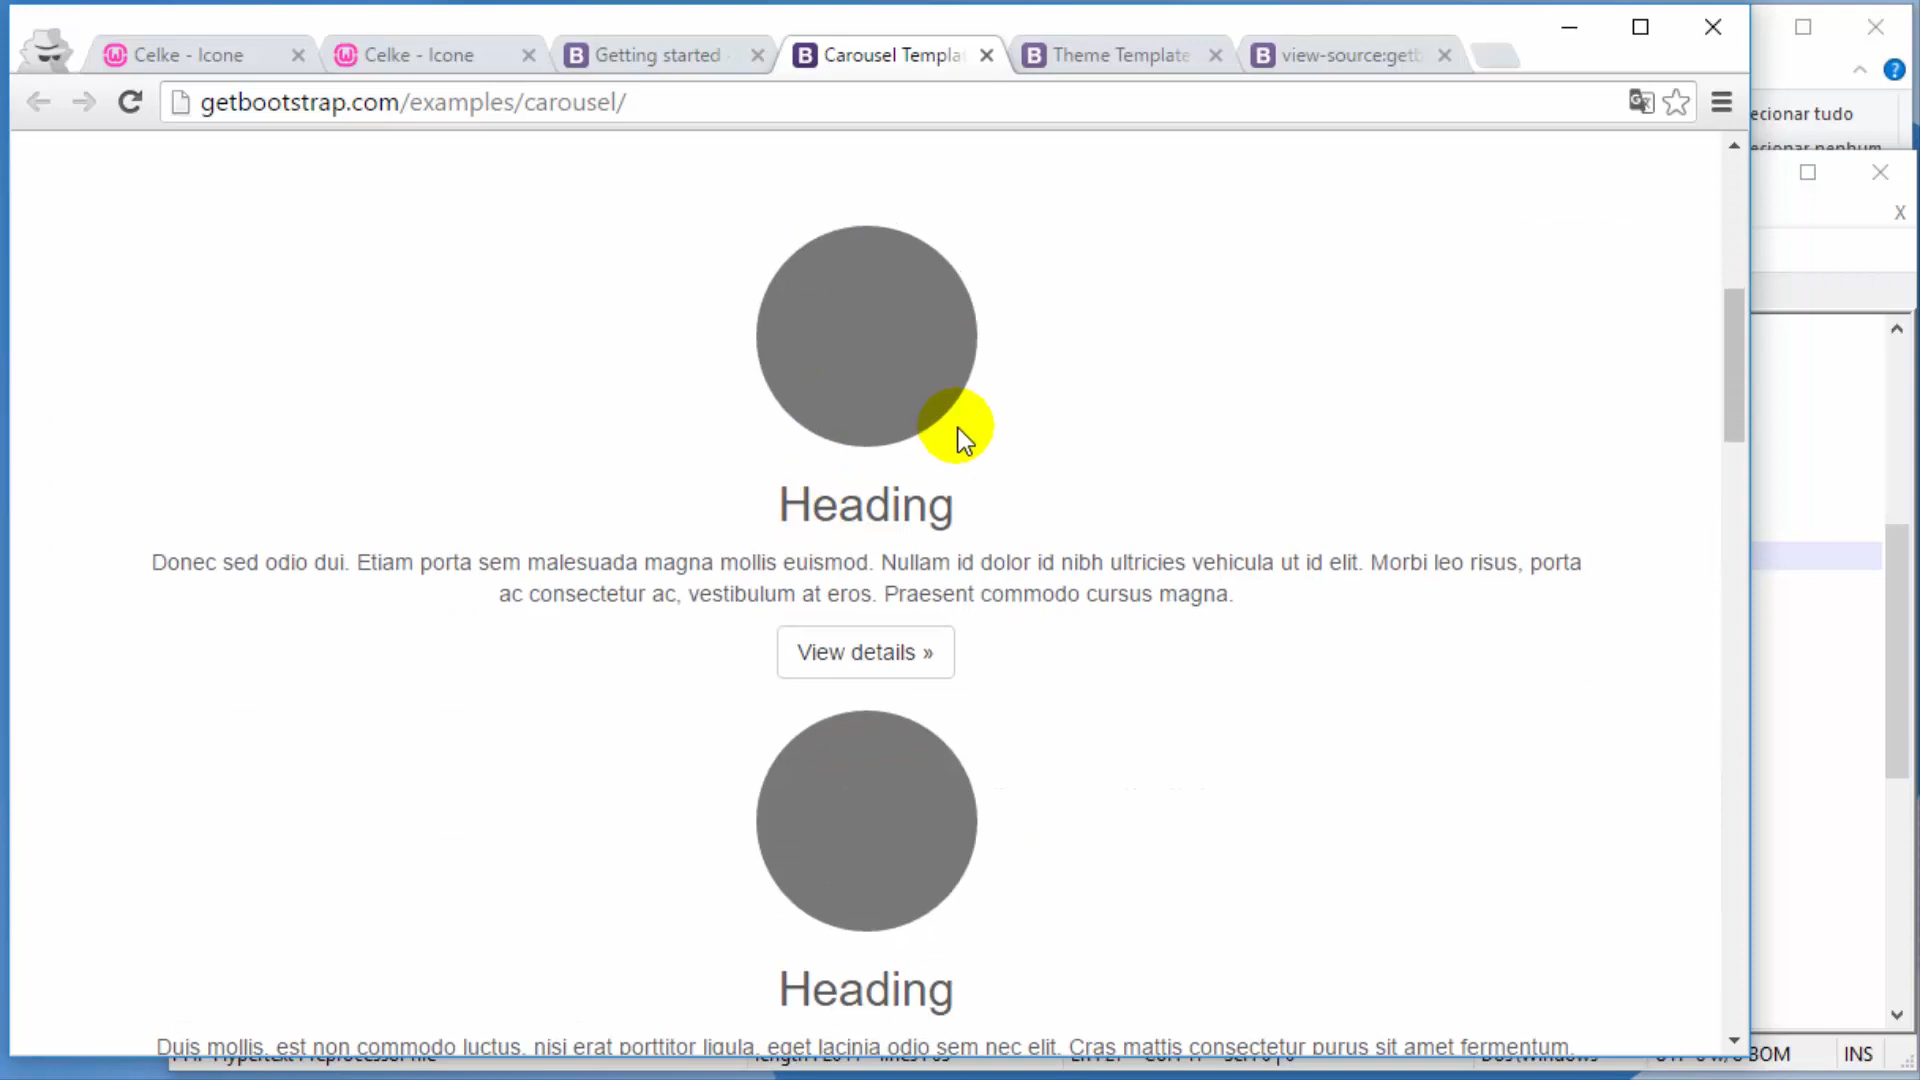 Celke - Icone
Celke - Icone
Getting started
Carousel Templa
Theme Template
view-source:getb
getbootstrap.com/examples/carousel/
ecionar tudo
ecionar nenhum
X
Heading
Donec sed odio dui. Etiam porta sem malesuada magna mollis euismod. Nullam id dolor id nibh ultricies vehicula ut id elit. Morbi leo risus, porta
ac consectetur ac, vestibulum at eros. Praesent commodo cursus magna.
View details »
Heading
Duis mollis, est non commodo luctus, nisi erat porttitor ligula, eget lacinia odio sem nec elit. Cras mattis consectetur purus sit amet fermentum.
BOM
INS